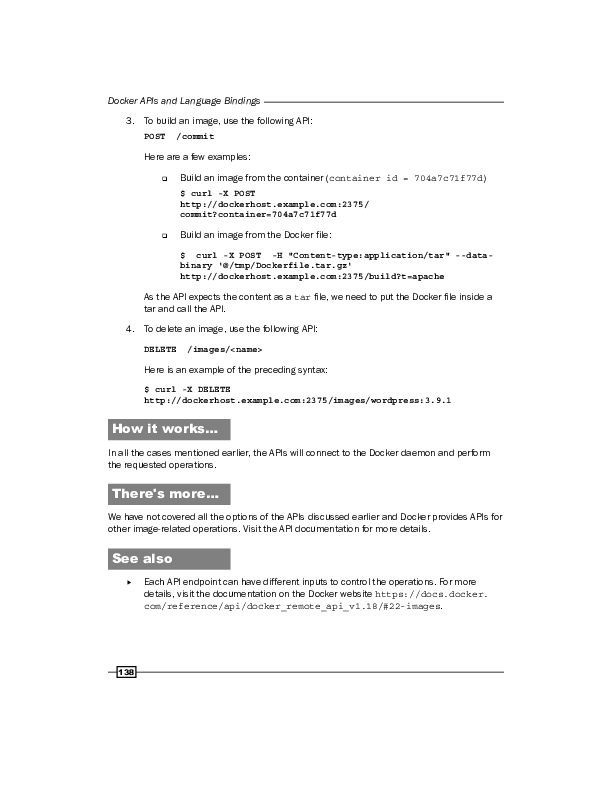 Docker APIs and Language Bindings
3. To build an image, use the following API:
POST /commit
Here are a few examples:
❑ Build an image from the container (container id = 704a7c71f77d)
$ curl -X POST
http://dockerhost.example.com:2375/
commit?container=704a7c71f77d
❑ Build an image from the Docker file:
$ curl -X POST -H "Content-type:application/tar" --data-
binary '@/tmp/Dockerfile.tar.gz'
http://dockerhost.example.com:2375/build?t=apache
As the API expects the content as a tar file, we need to put the Docker file inside a
tar and call the API.
4. To delete an image, use the following API:
DELETE /images/<name>
Here is an example of the preceding syntax:
$ curl -X DELETE
http://dockerhost.example.com:2375/images/wordpress:3.9.1
How it works…
In all the cases mentioned earlier, the APIs will connect to the Docker daemon and perform
the requested operations.
There's more…
We have not covered all the options of the APIs discussed earlier and Docker provides APIs for
other image-related operations. Visit the API documentation for more details.
See also
▸ Each API endpoint can have different inputs to control the operations. For more
details, visit the documentation on the Docker website https://docs.docker.
com/reference/api/docker_remote_api_v1.18/#22-images.
138